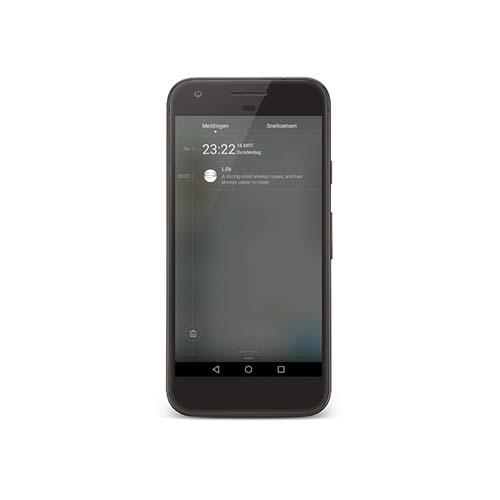 Meldingen
Sneltoetsen
23:22
16 MRT.
Donderdag
23:22
Life
A strong mind always hopes, and has
always cause to hope